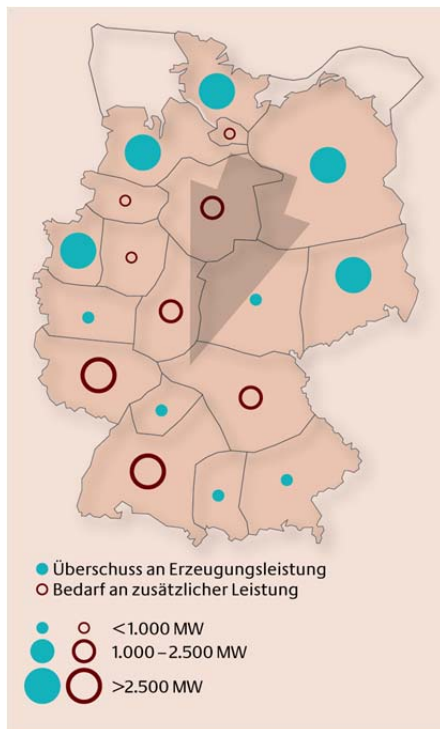 Überschuss an Erzeugungsleistung
Bedarf an zusätzlicher Leistung
<1.000 MW
1.000 – 2.500 MW
>2.500 MW